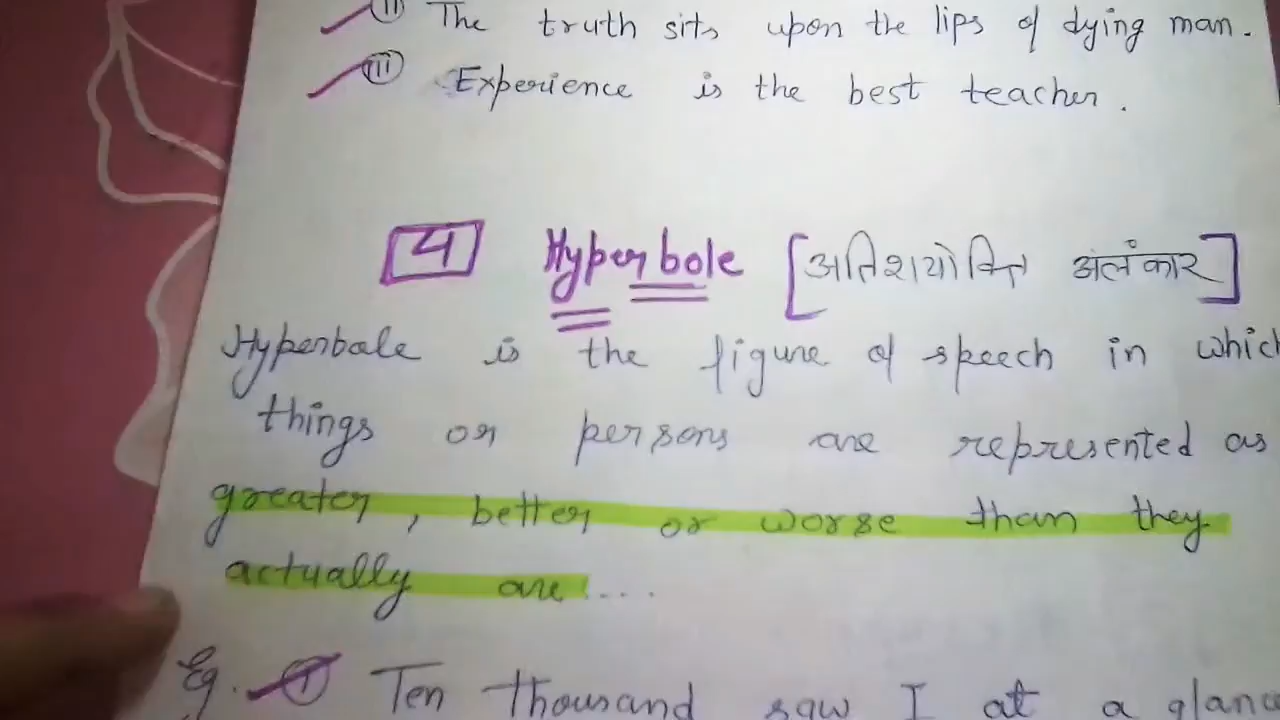 (ii) The truth sits upon the lips of dying man.
(iii) Experience is the best teacher.
4 Hyperbole [अतिशयोक्ति अलंकार]
Hyperbole is the figure of speech in which
things or persons are represented as
greater, better or worse than they
actually are....
Eg. (i) Ten thousand saw I at a glanc